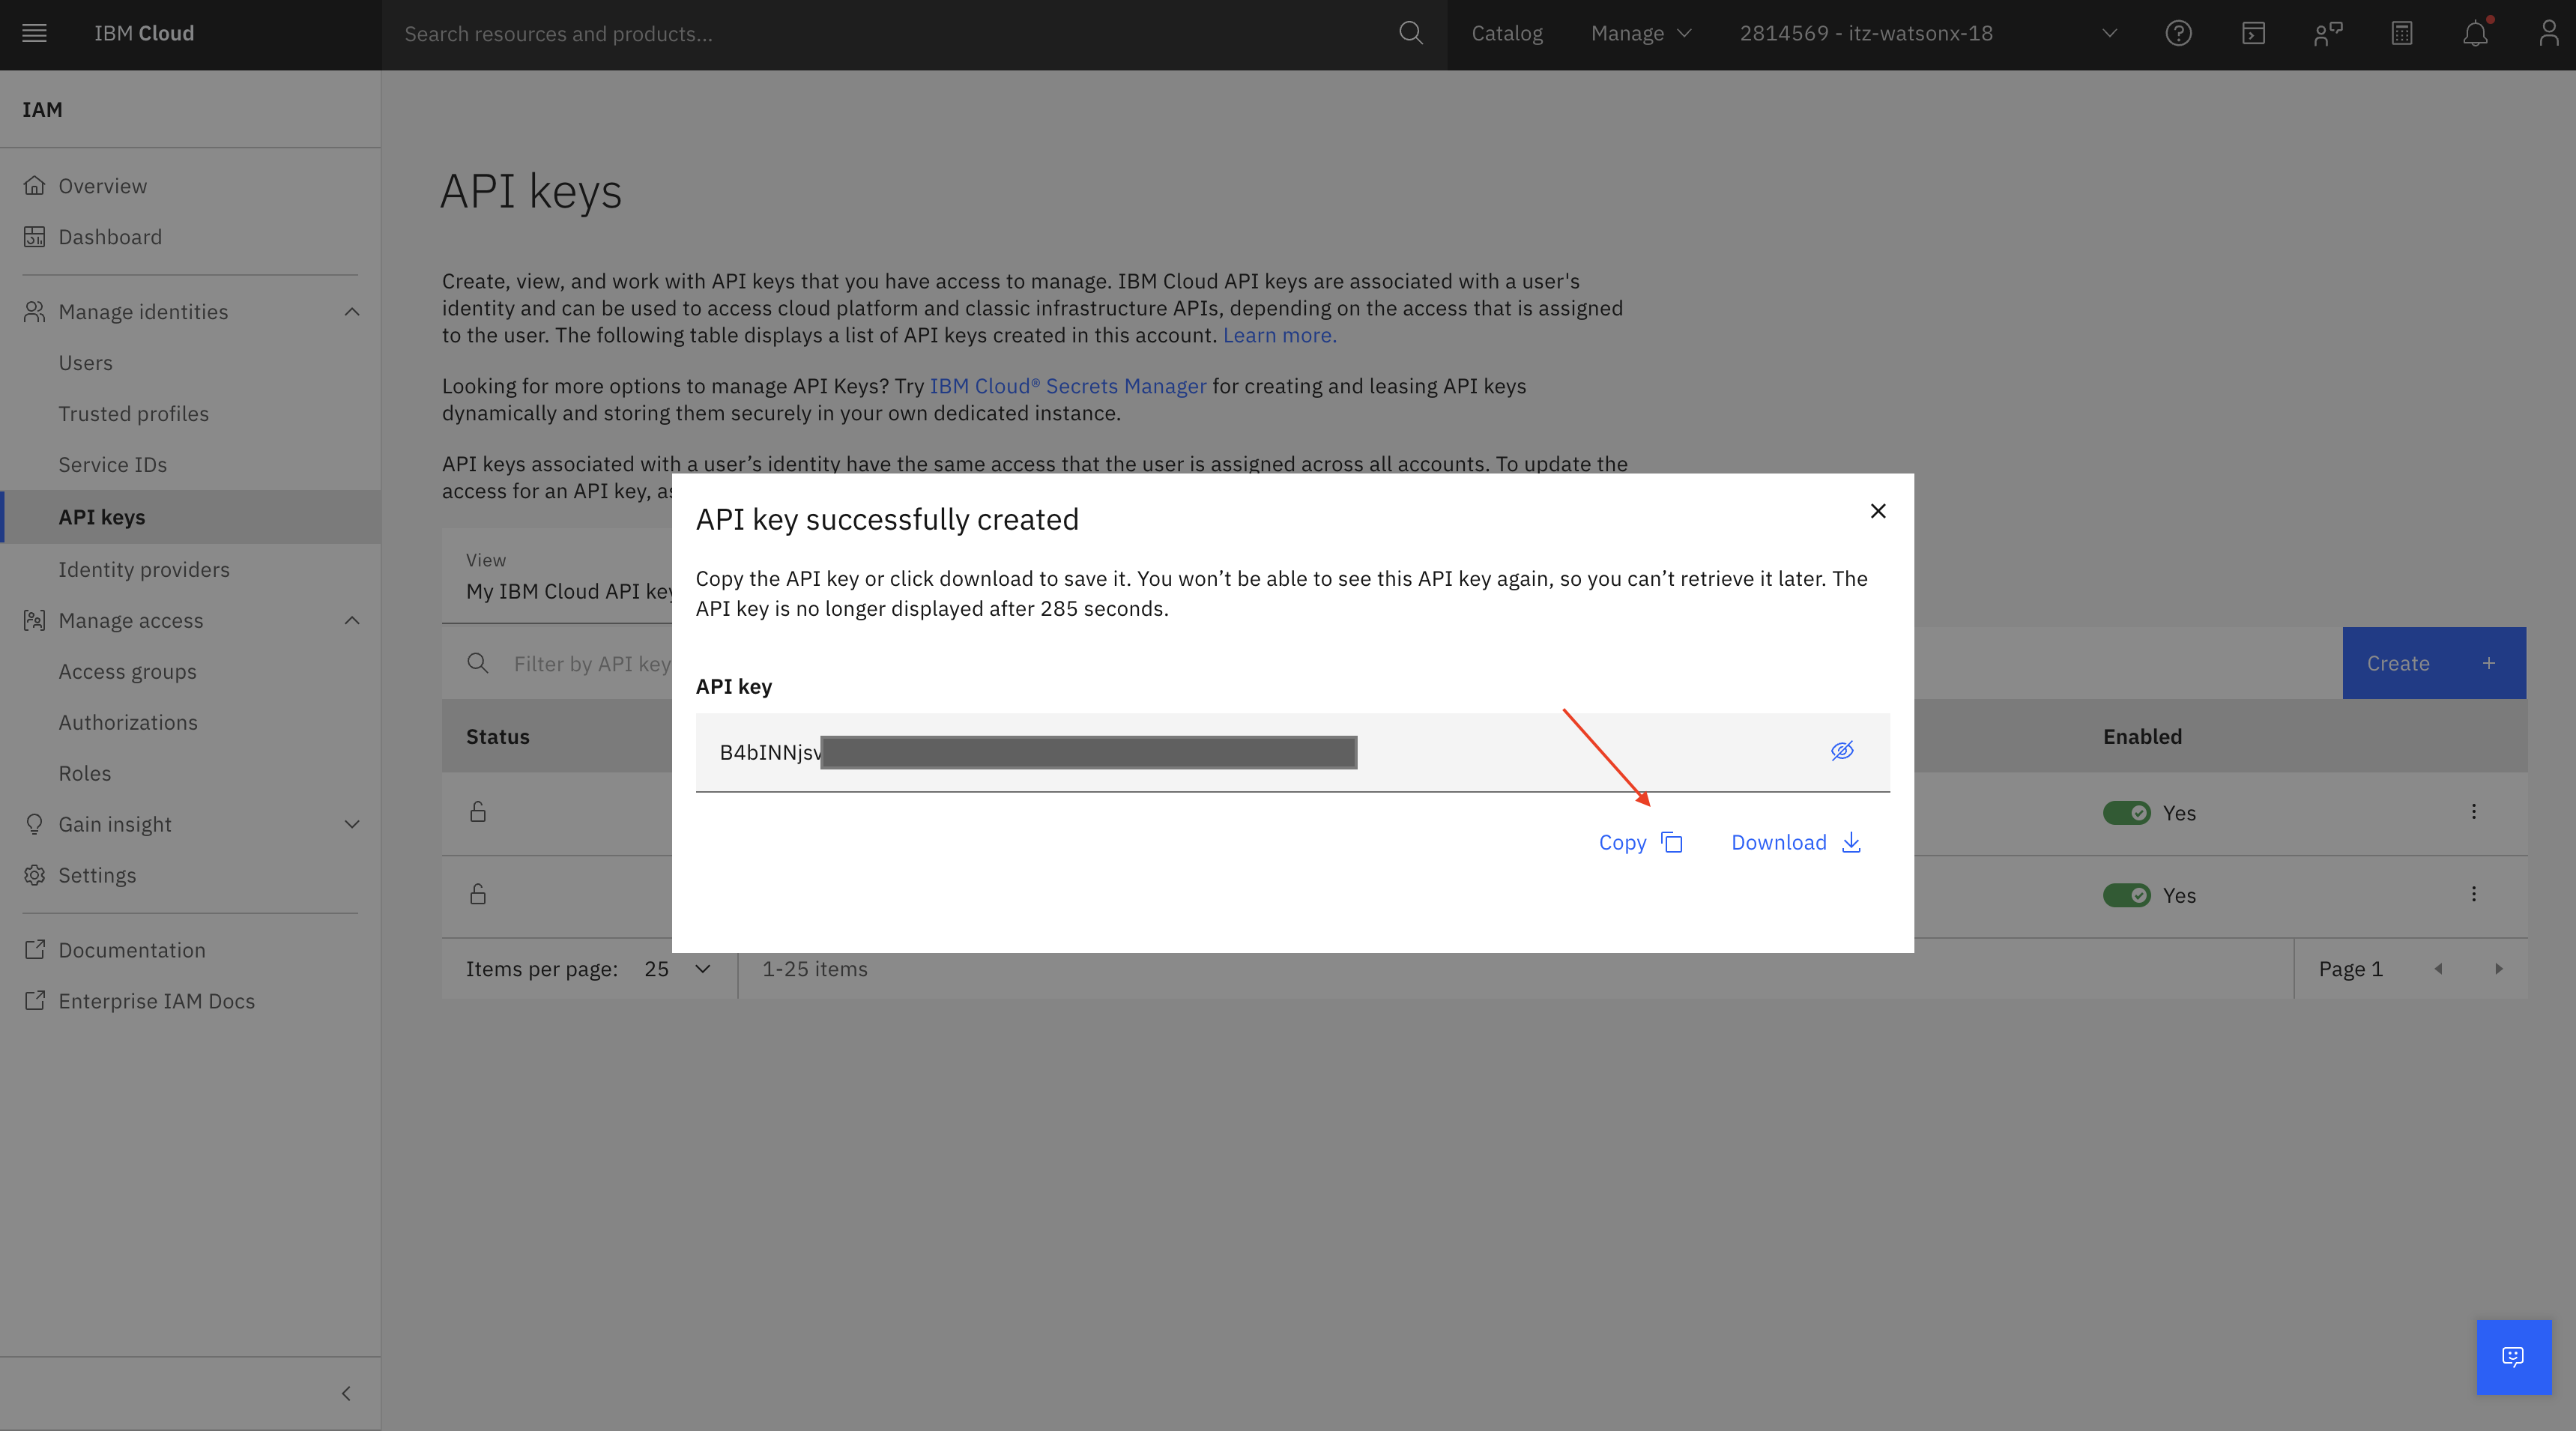 IBM Cloud
Search resources and products...
Catalog
Manage
2814569 - itz-watsonx-18
IAM
Overview
Dashboard
Manage identities
Users
Trusted profiles
Service IDs
API keys
Identity providers
Manage access
Access groups
Authorizations
Roles
Gain insight
Settings
Documentation
Enterprise IAM Docs
API keys
Create, view, and work with API keys that you have access to manage. IBM Cloud API keys are associated with a user's
identity and can be used to access cloud platform and classic infrastructure APIs, depending on the access that is assigned
to the user. The following table displays a list of API keys created in this account. Learn more.
Looking for more options to manage API Keys? Try IBM Cloud® Secrets Manager for creating and leasing API keys
dynamically and storing them securely in your own dedicated instance.
API keys associated with a user’s identity have the same access that the user is assigned across all accounts. To update the
access for an API key,
View
My IBM Cloud API
Filter by API key
Create
Status
Enabled
Yes
Yes
Items per page: 25
1-25 items
Page 1
API key successfully created
Copy the API key or click download to save it. You won’t be able to see this API key again, so you can’t retrieve it later. The
API key is no longer displayed after 285 seconds.
API key
B4bINNjsv
Copy
Download